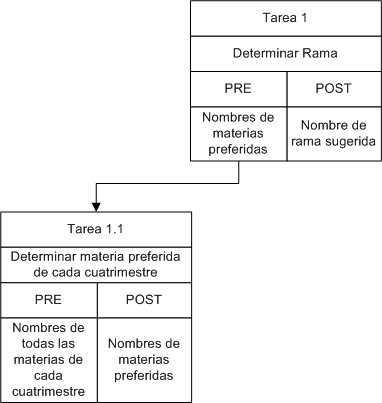 Tarea 1
Determinar Rama
PRE
POST
Nombres de
materias
preferidas
Nombre de
rama sugerida
Tarea 1.1
Determinar materia preferida
de cada cuatrimestre
PRE
POST
Nombres de
todas las
materias de
cada
cuatrimestre
Nombres de
materias
preferidas